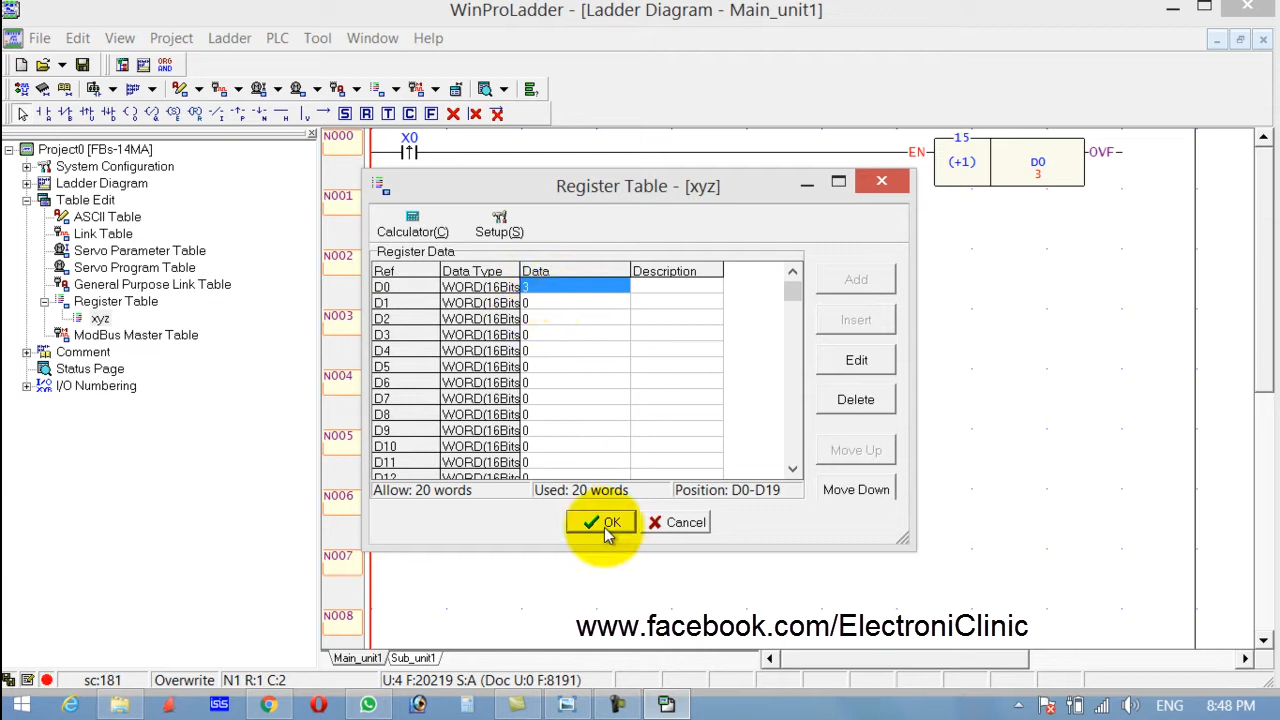 WinProLadder - [Ladder Diagram - Main_unit1]
File Edit View Project Ladder PLC Tool Window Help
ORG
AND
S R T C F
Project0 [FBs-14MA]
System Configuration
Ladder Diagram
Table Edit
ASCII Table
Link Table
Servo Parameter Table
Servo Program Table
General Purpose Link Table
Register Table
xyz
ModBus Master Table
Comment
Status Page
I/O Numbering
N000
N001
N002
N003
N004
N005
N006
N007
N008
X0
EN
15
(+1)
D0
3
OVF
Register Table - [xyz]
Calculator(C) Setup(S)
Register Data
Ref Data Type Data Description
D0 WORD(16Bits 3
D1 WORD(16Bits 0
D2 WORD(16Bits 0
D3 WORD(16Bits 0
D4 WORD(16Bits 0
D5 WORD(16Bits 0
D6 WORD(16Bits 0
D7 WORD(16Bits 0
D8 WORD(16Bits 0
D9 WORD(16Bits 0
D10 WORD(16Bits 0
D11 WORD(16Bits 0
D12 WORD(16Bits 0
Add
Insert
Edit
Delete
Move Up
Move Down
Allow: 20 words Used: 20 words Position: D0-D19
OK Cancel
www.facebook.com/ElectroniClinic
Main_unit1 Sub_unit1
sc:181 Overwrite N1 R:1 C:2 U:4 F:20219 S:A (Doc U:0 F:8191)
isis
ENG 8:48 PM